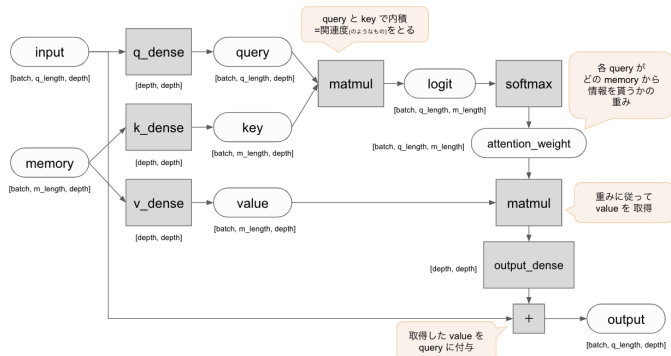 query と key で内積
=関連度(のようなもの)をとる
input
[batch, q_length, depth]
q_dense
[depth, depth]
query
[batch, q_length, depth]
matmul
logit
[batch, q_length, m_length]
softmax
各 query が
どの memory から
情報を貰うかの
重み
memory
[batch, m_length, depth]
k_dense
[depth, depth]
key
[batch, m_length, depth]
[batch, q_length, m_length]
attention_weight
v_dense
[depth, depth]
value
[batch, m_length, depth]
matmul
重みに従って
value を 取得
[depth, depth]
output_dense
+
output
[batch, q_length, depth]
取得した value を
query に付与